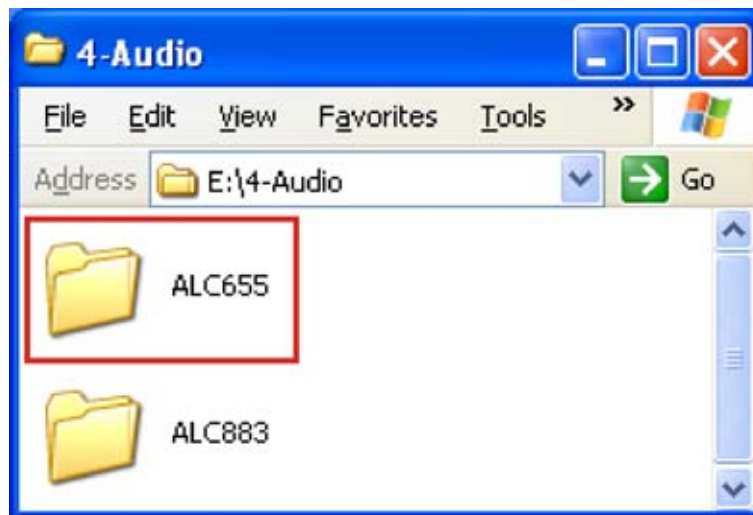 4-Audio
File Edit View Favorites Tools »
Address E:\4-Audio Go
ALC655
ALC883